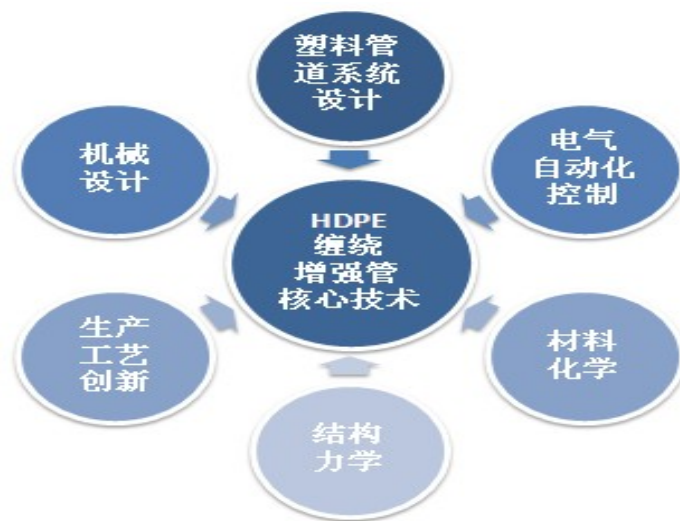 塑料管
道系统
设计
机械
设计
电气
自动化
控制
HDPE
缠绕
增强管
核心技术
生产
工艺
创新
材料
化学
结构
力学